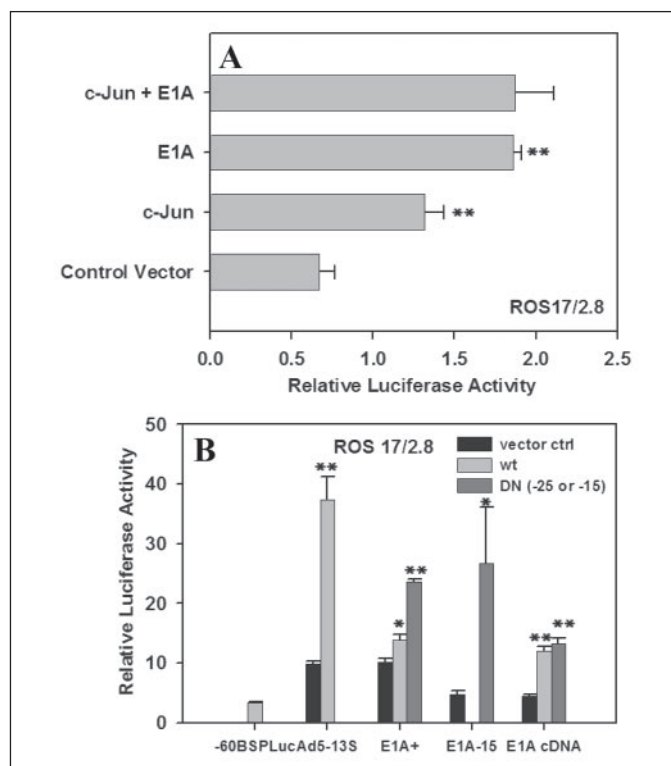 A
c-Jun + E1A
E1A
**
c-Jun
**
Control Vector
ROS17/2.8
0.0 0.5 1.0 1.5 2.0 2.5
Relative Luciferase Activity
B
ROS 17/2.8
vector ctrl
wt
DN (-25 or -15)
50
40
30
20
10
0
Relative Luciferase Activity
**
*
**
*
**
**
-60BSPLucAd5-13S E1A+ E1A-15 E1A cDNA